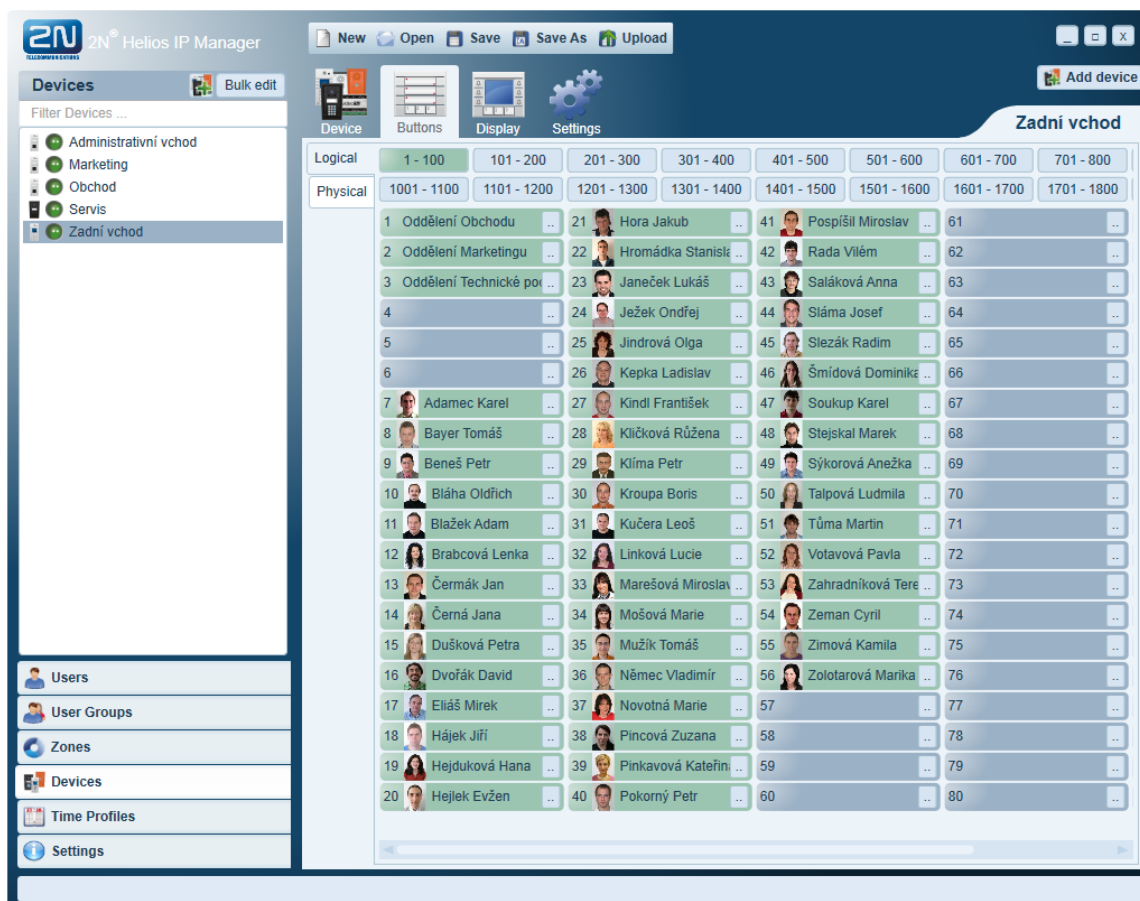 2N
TELECOMMUNICATIONS
2N® Helios IP Manager
New Open Save Save As Upload
_ □ X
Devices
Bulk edit
Add device
Filter Devices ...
Administrativní vchod
Marketing
Obchod
Servis
Zadní vchod
Device Buttons Display Settings
Zadní vchod
Logical
Physical
1 - 100 101 - 200 201 - 300 301 - 400 401 - 500 501 - 600 601 - 700 701 - 800
1001 - 1100 1101 - 1200 1201 - 1300 1301 - 1400 1401 - 1500 1501 - 1600 1601 - 1700 1701 - 1800
1 Oddělení Obchodu ..
2 Oddělení Marketingu ..
3 Oddělení Technické po ..
4 ..
5 ..
6 ..
7 Adamec Karel ..
8 Bayer Tomáš ..
9 Beneš Petr ..
10 Bláha Oldřich ..
11 Blažek Adam ..
12 Brabcová Lenka ..
13 Čermák Jan ..
14 Černá Jana ..
15 Dušková Petra ..
16 Dvořák David ..
17 Eliáš Mirek ..
18 Hájek Jiří ..
19 Hejduková Hana ..
20 Hejlek Evžen ..
21 Hora Jakub ..
22 Hromádka Stanisla ..
23 Janeček Lukáš ..
24 Ježek Ondřej ..
25 Jindrová Olga ..
26 Kepka Ladislav ..
27 Kindl František ..
28 Kličková Růžena ..
29 Klíma Petr ..
30 Kroupa Boris ..
31 Kučera Leoš ..
32 Linková Lucie ..
33 Marešová Miroslav ..
34 Mošová Marie ..
35 Mužík Tomáš ..
36 Němec Vladimír ..
37 Novotná Marie ..
38 Pincová Zuzana ..
39 Pinkavová Kateřin ..
40 Pokorný Petr ..
41 Pospíšil Miroslav ..
42 Rada Vilém ..
43 Saláková Anna ..
44 Sláma Josef ..
45 Slezák Radim ..
46 Šmídová Dominika ..
47 Soukup Karel ..
48 Stejskal Marek ..
49 Sýkorová Anežka ..
50 Talpová Ludmila ..
51 Tůma Martin ..
52 Votavová Pavla ..
53 Zahradníková Tere ..
54 Zeman Cyril ..
55 Zimová Kamila ..
56 Zolotarová Marika ..
57 ..
58 ..
59 ..
60 ..
61 ..
62 ..
63 ..
64 ..
65 ..
66 ..
67 ..
68 ..
69 ..
70 ..
71 ..
72 ..
73 ..
74 ..
75 ..
76 ..
77 ..
78 ..
79 ..
80 ..
Users
User Groups
Zones
Devices
Time Profiles
Settings